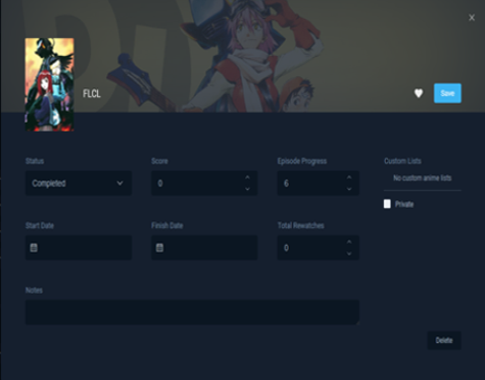 X
FLCL
Save
Status
Score
Episode Progress
Custom Lists
Completed
0
6
No custom anime lists
Private
Start Date
Finish Date
Total Rewatches
0
Notes
Delete